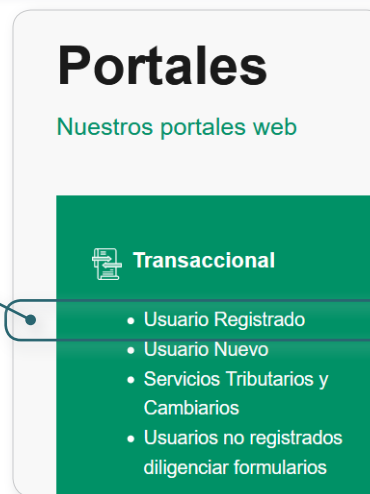 Portales
Nuestros portales web
Transaccional
• Usuario Registrado
• Usuario Nuevo
• Servicios Tributarios y
Cambiarios
• Usuarios no registrados
diligenciar formularios